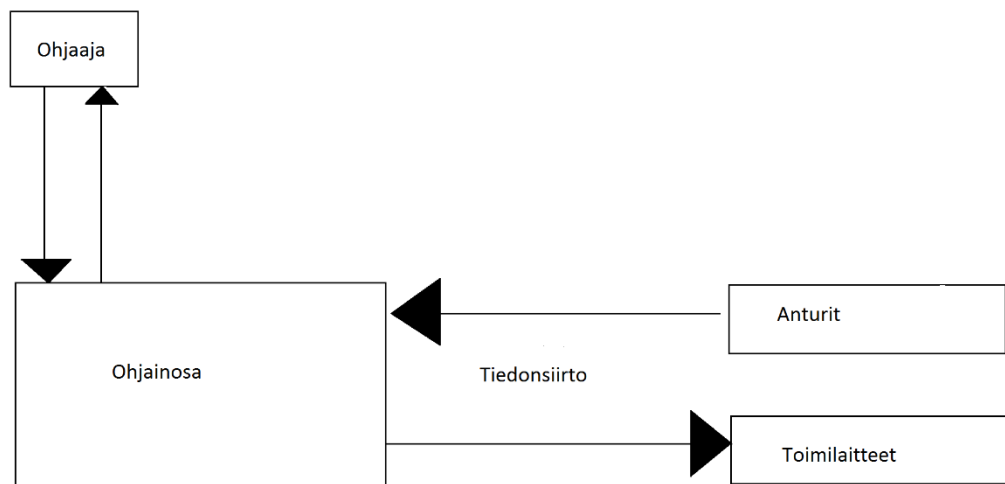 Ohjaaja
Anturit
Ohjainosa
Tiedonsiirto
Toimilaitteet